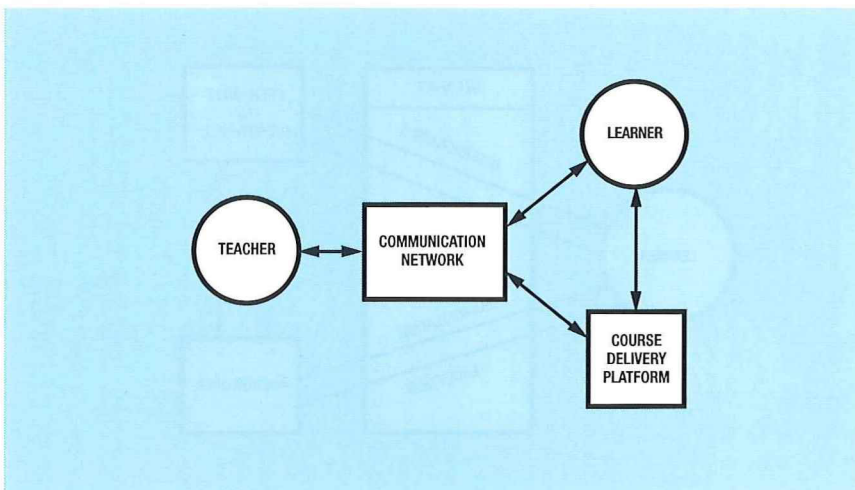 LEARNER
TEACHER
COMMUNICATION
NETWORK
COURSE
DELIVERY
PLATFORM